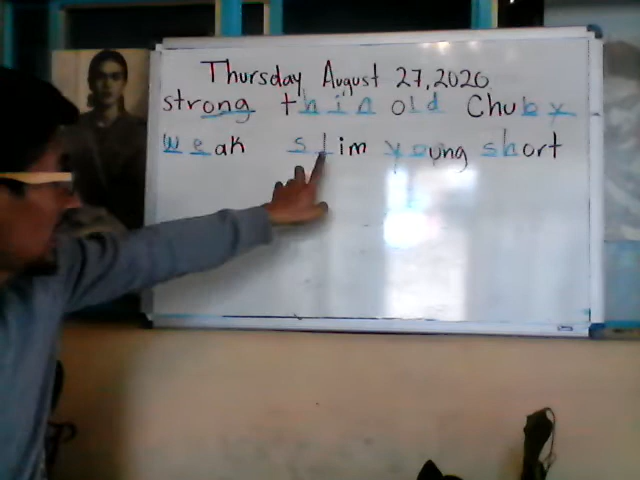 Thursday, August 27, 2020
strong thin old Chuby
weak slim young short